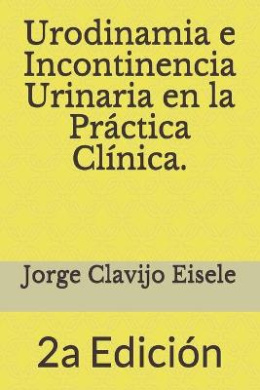 Urodinamia e
Incontinencia
Urinaria en la
Práctica
Clínica.
Jorge Clavijo Eisele
2a Edición